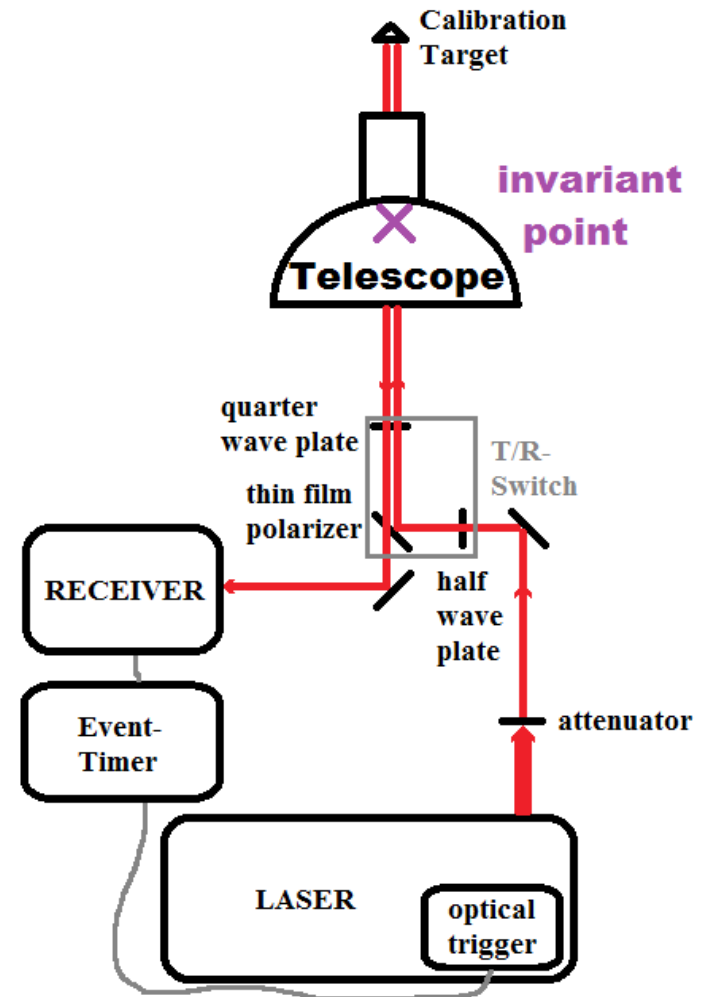 Calibration
Target
invariant
point
Telescope
quarter
wave plate
T/R-
Switch
thin film
polarizer
RECEIVER
half
wave
plate
Event-
Timer
attenuator
LASER
optical
trigger